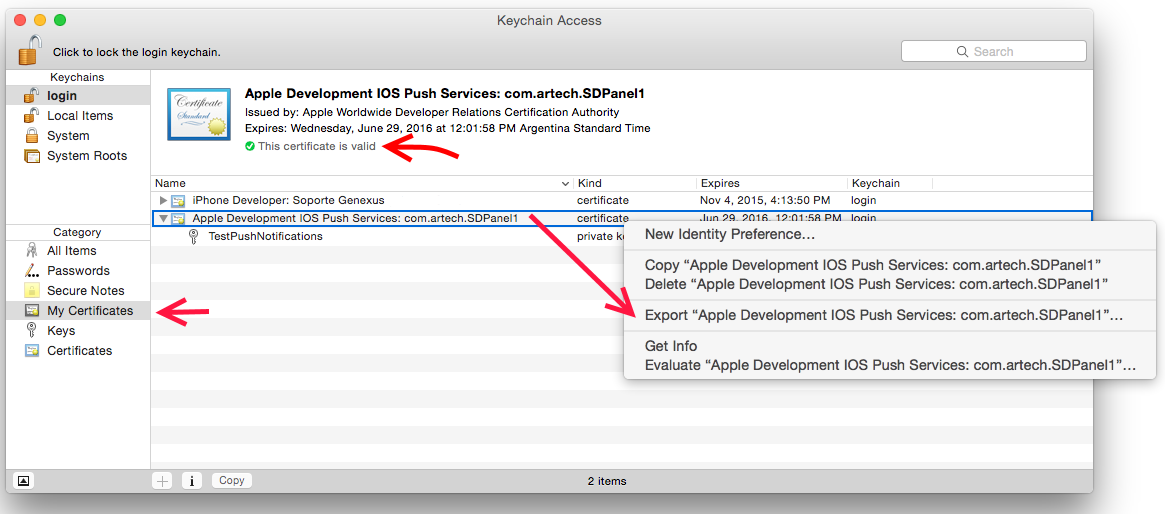 Keychain Access
Click to lock the login keychain.
Search
Keychains
login
Local Items
System
System Roots
Certificate
Standard
Apple Development IOS Push Services: com.artech.SDPanel1
Issued by: Apple Worldwide Developer Relations Certification Authority
Expires: Wednesday, June 29, 2016 at 12:01:58 PM Argentina Standard Time
This certificate is valid
Name Kind Expires Keychain
iPhone Developer: Soporte Genexus certificate Nov 4, 2015, 4:13:50 PM login
Apple Development IOS Push Services: com.artech.SDPanel1 certificate Jun 29, 2016, 12:01:58 PM login
TestPushNotifications private ke
New Identity Preference…
Copy “Apple Development IOS Push Services: com.artech.SDPanel1”
Delete “Apple Development IOS Push Services: com.artech.SDPanel1”
Export “Apple Development IOS Push Services: com.artech.SDPanel1”…
Get Info
Evaluate “Apple Development IOS Push Services: com.artech.SDPanel1”…
Category
All Items
Passwords
Secure Notes
My Certificates
Keys
Certificates
Copy
2 items